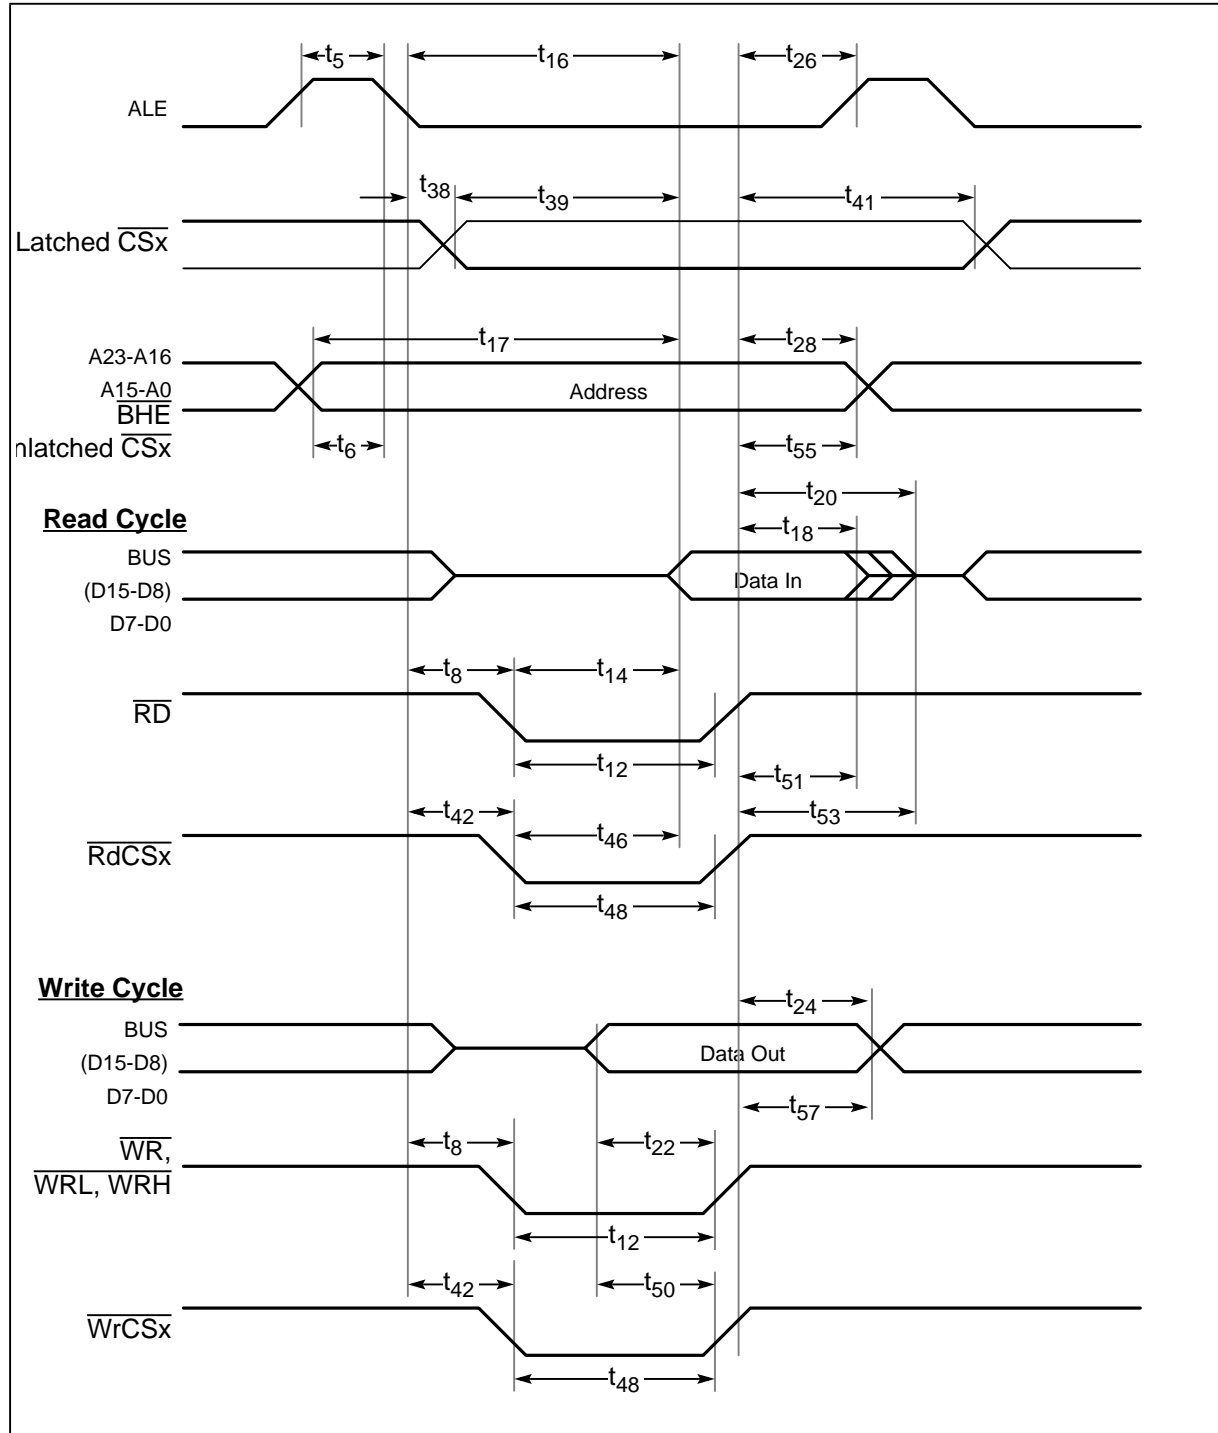 t5 t16 t26
ALE
t38 t39 t41
Latched CSx
t17 t28
A23-A16
A15-A0
Address
BHE
nlatched CSx
t6 t55
t20
Read Cycle
t18
BUS
(D15-D8)
Data In
D7-D0
t8 t14
RD
t12 t51
t42 t46 t53
RdCSx
t48
Write Cycle
t24
BUS
(D15-D8)
Data Out
D7-D0
t57
t8 t22
WR,
WRL, WRH
t12
t42 t50
WrCSx
t48